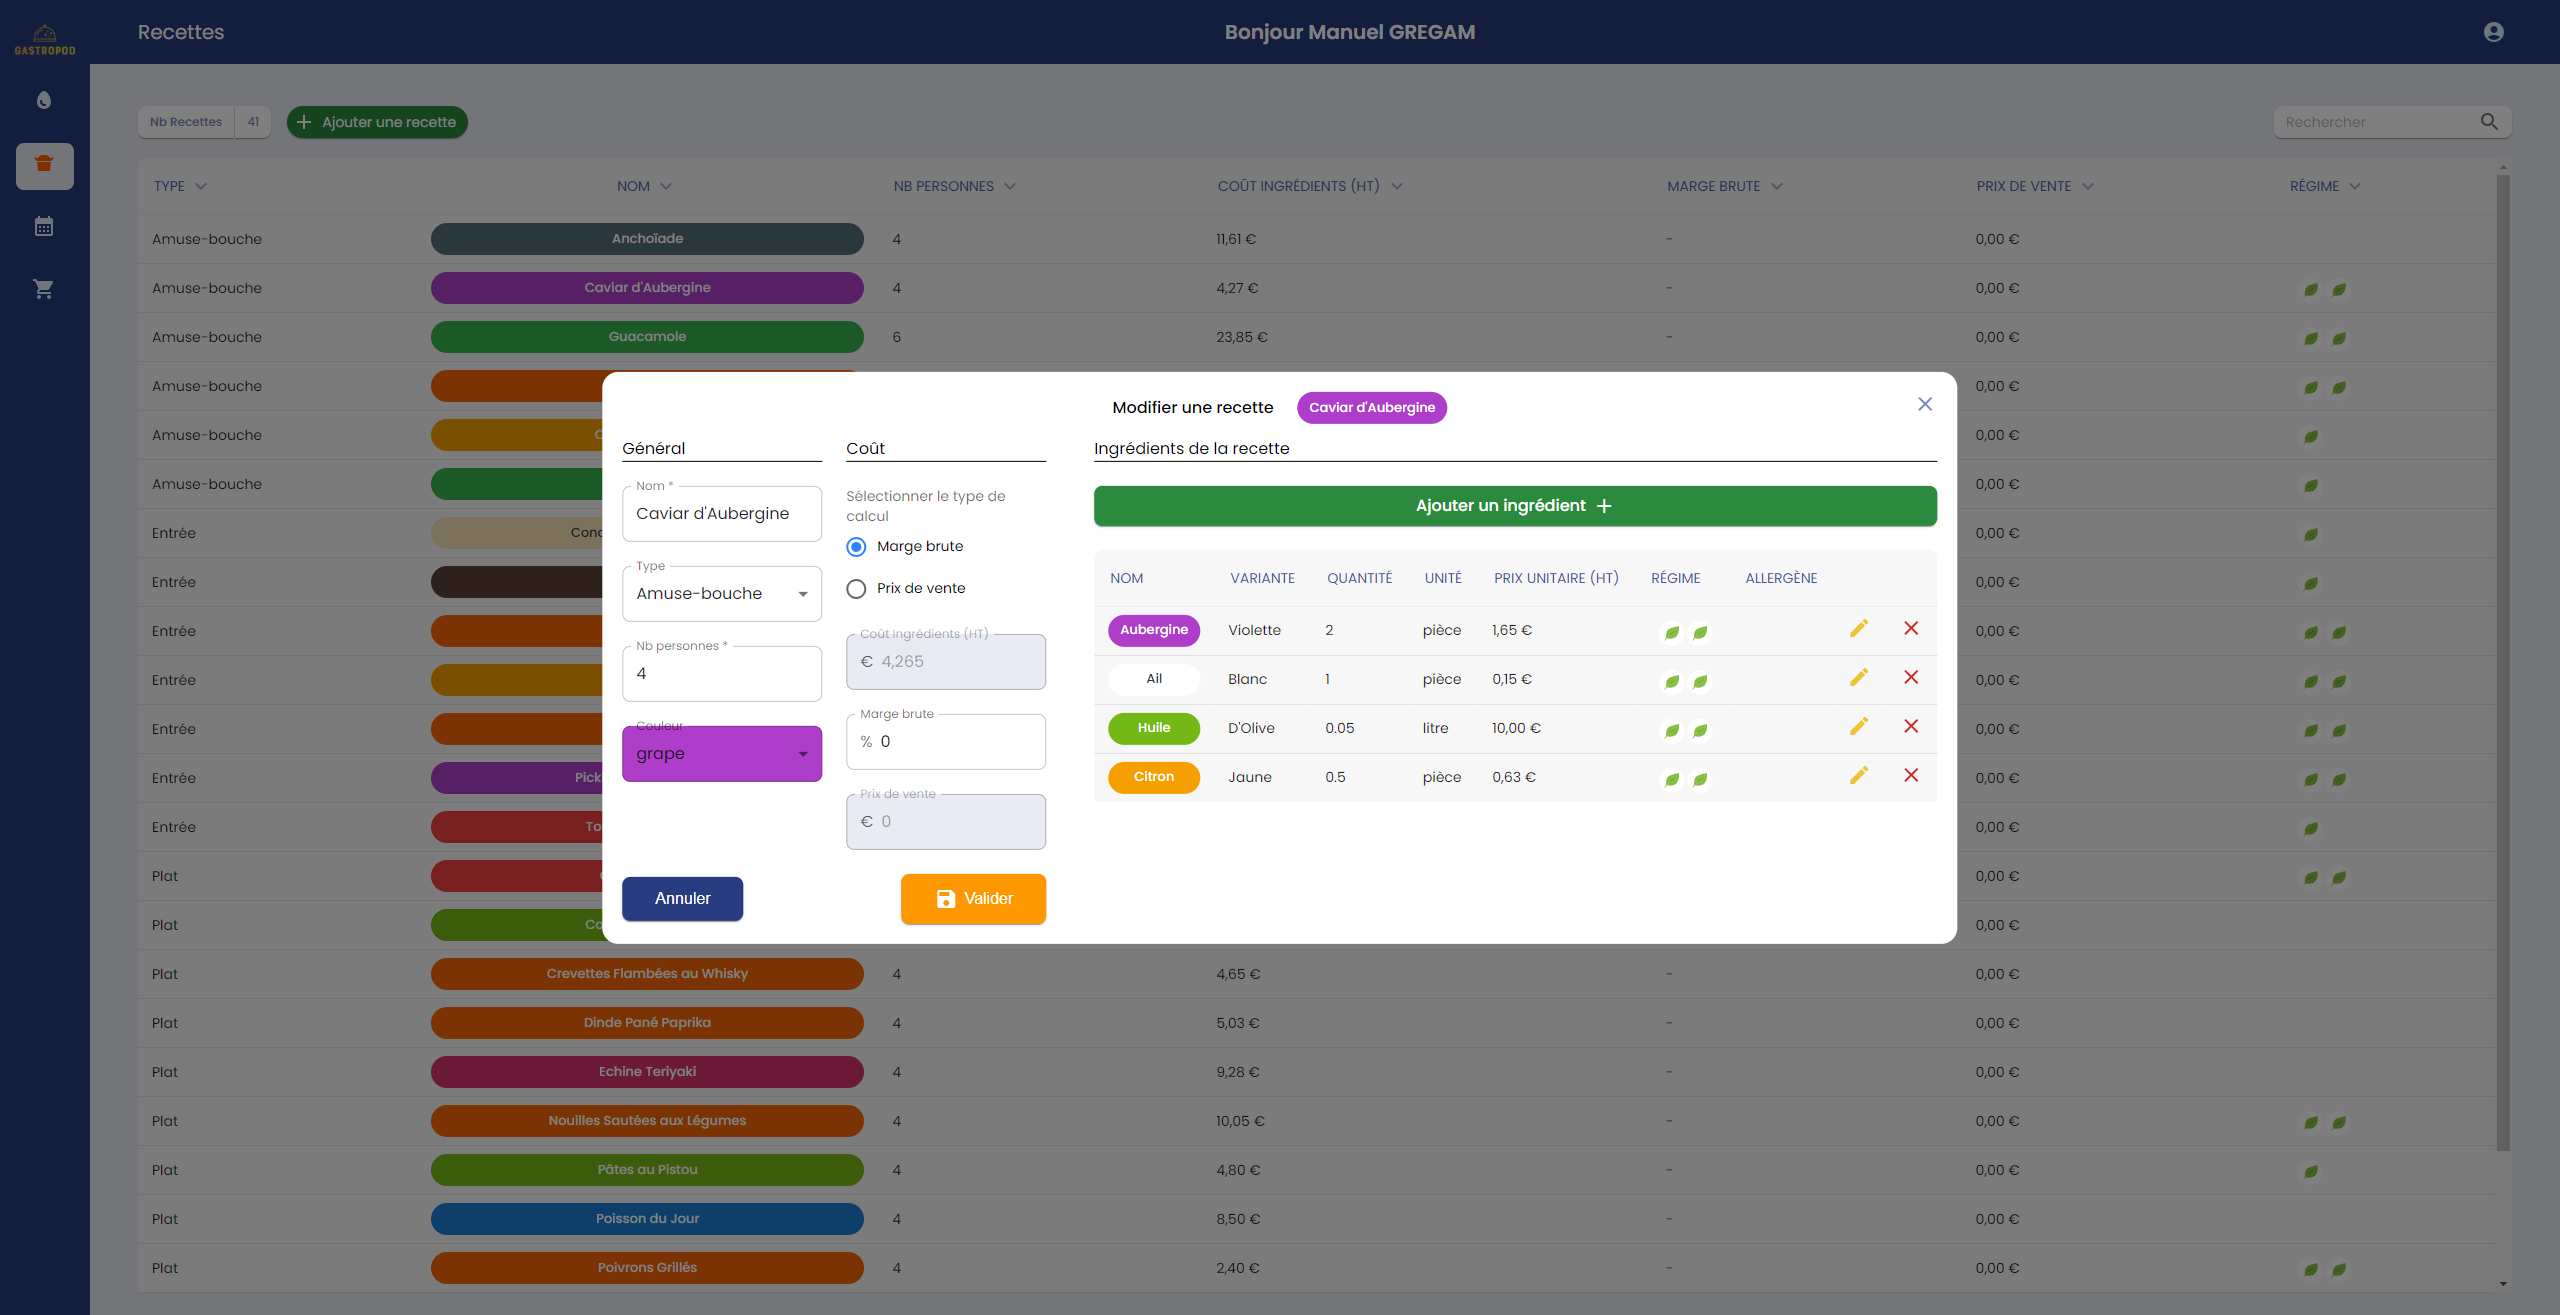 GASTROPOD
Recettes
Bonjour Manuel GREGAM
Nb Recettes 41
Ajouter une recette
Rechercher
TYPE NOM NB PERSONNES COÛT INGRÉDIENTS (HT) MARGE BRUTE PRIX DE VENTE RÉGIME
Amuse-bouche Anchoïade 4 11,61 € - 0,00 €
Amuse-bouche Caviar d'Aubergine 4 4,27 € - 0,00 €
Amuse-bouche Guacamole 6 23,85 € - 0,00 €
Amuse-bouche 0,00 €
Amuse-bouche 0,00 €
Amuse-bouche 0,00 €
Entrée 0,00 €
Entrée 0,00 €
Entrée 0,00 €
Entrée 0,00 €
Entrée 0,00 €
Entrée 0,00 €
Entrée 0,00 €
Plat 0,00 €
Plat 0,00 €
Plat Crevettes Flambées au Whisky 4 4,65 € - 0,00 €
Plat Dinde Pané Paprika 4 5,03 € - 0,00 €
Plat Echine Teriyaki 4 9,28 € - 0,00 €
Plat Nouilles Sautées aux Légumes 4 10,05 € - 0,00 €
Plat Pâtes au Pistou 4 4,80 € - 0,00 €
Plat Poisson du Jour 4 8,50 € - 0,00 €
Plat Poivrons Grillés 4 2,40 € - 0,00 €
Modifier une recette Caviar d'Aubergine
Général
Nom *
Caviar d'Aubergine
Type
Amuse-bouche
Nb personnes *
4
Couleur
grape
Coût
Sélectionner le type de
calcul
Marge brute
Prix de vente
Coût Ingrédients (HT)
€ 4,265
Marge brute
% 0
Prix de vente
€ 0
Annuler
Valider
Ingrédients de la recette
Ajouter un ingrédient
NOM VARIANTE QUANTITÉ UNITÉ PRIX UNITAIRE (HT) RÉGIME ALLERGÈNE
Aubergine Violette 2 pièce 1,65 €
Ail Blanc 1 pièce 0,15 €
Huile D'Olive 0.05 litre 10,00 €
Citron Jaune 0.5 pièce 0,63 €